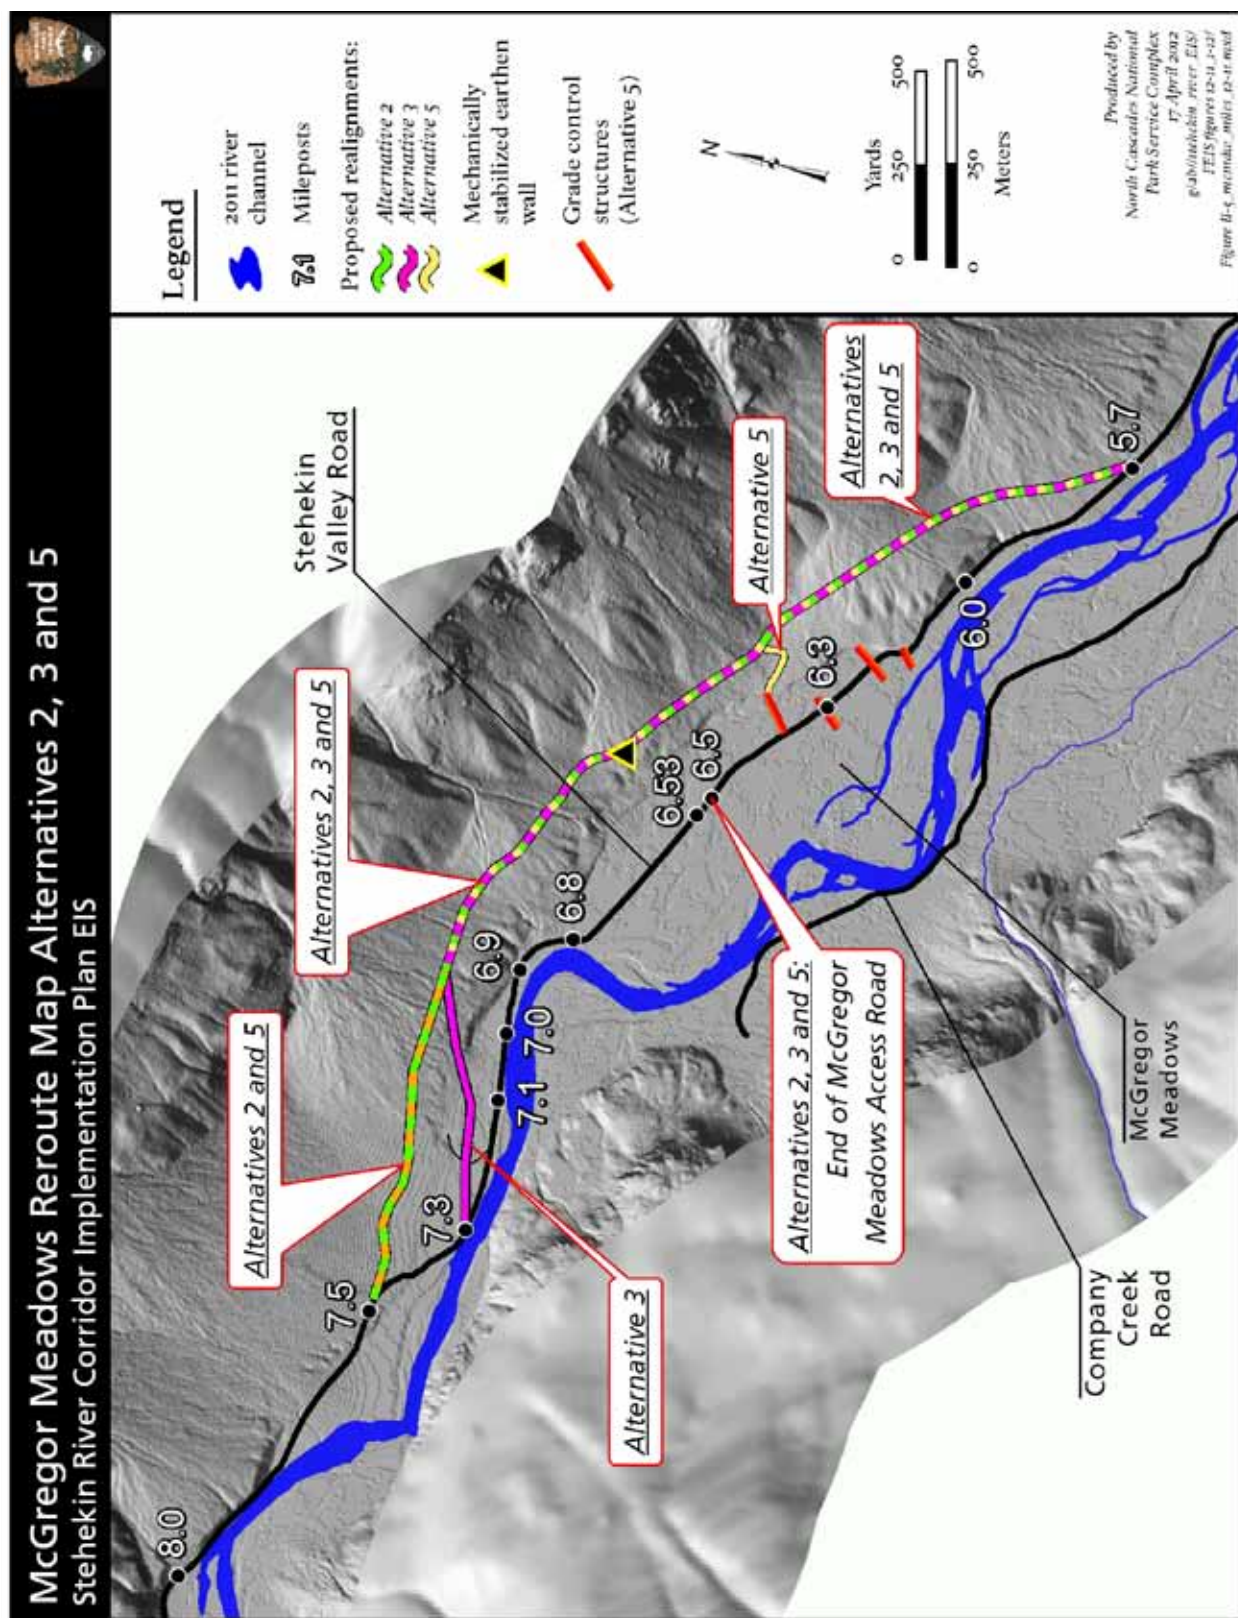 McGregor Meadows Reroute Map Alternatives 2, 3 and 5
Stehekin River Corridor Implementation Plan EIS
Legend
2011 river
channel
7.1 Mileposts
Proposed realignments:
Alternative 2
Alternative 3
Alternative 5
Mechanically
stabilized earthen
wall
Grade control
structures
(Alternative 5)
N
Yards
0 250 500
0 250 500
Meters
Produced by
North Cascades National
Park Service Complex
17 April 2012
Stehekin
Valley Road
Alternatives 2, 3 and 5
Alternatives 2 and 5
Alternative 5
Alternatives
2, 3 and 5
8.0
7.5
7.3
7.1
7.0
6.9
6.8
6.53
6.5
6.3
6.0
5.7
Alternative 3
Alternatives 2, 3 and 5:
End of McGregor
Meadows Access Road
McGregor
Meadows
Company
Creek
Road